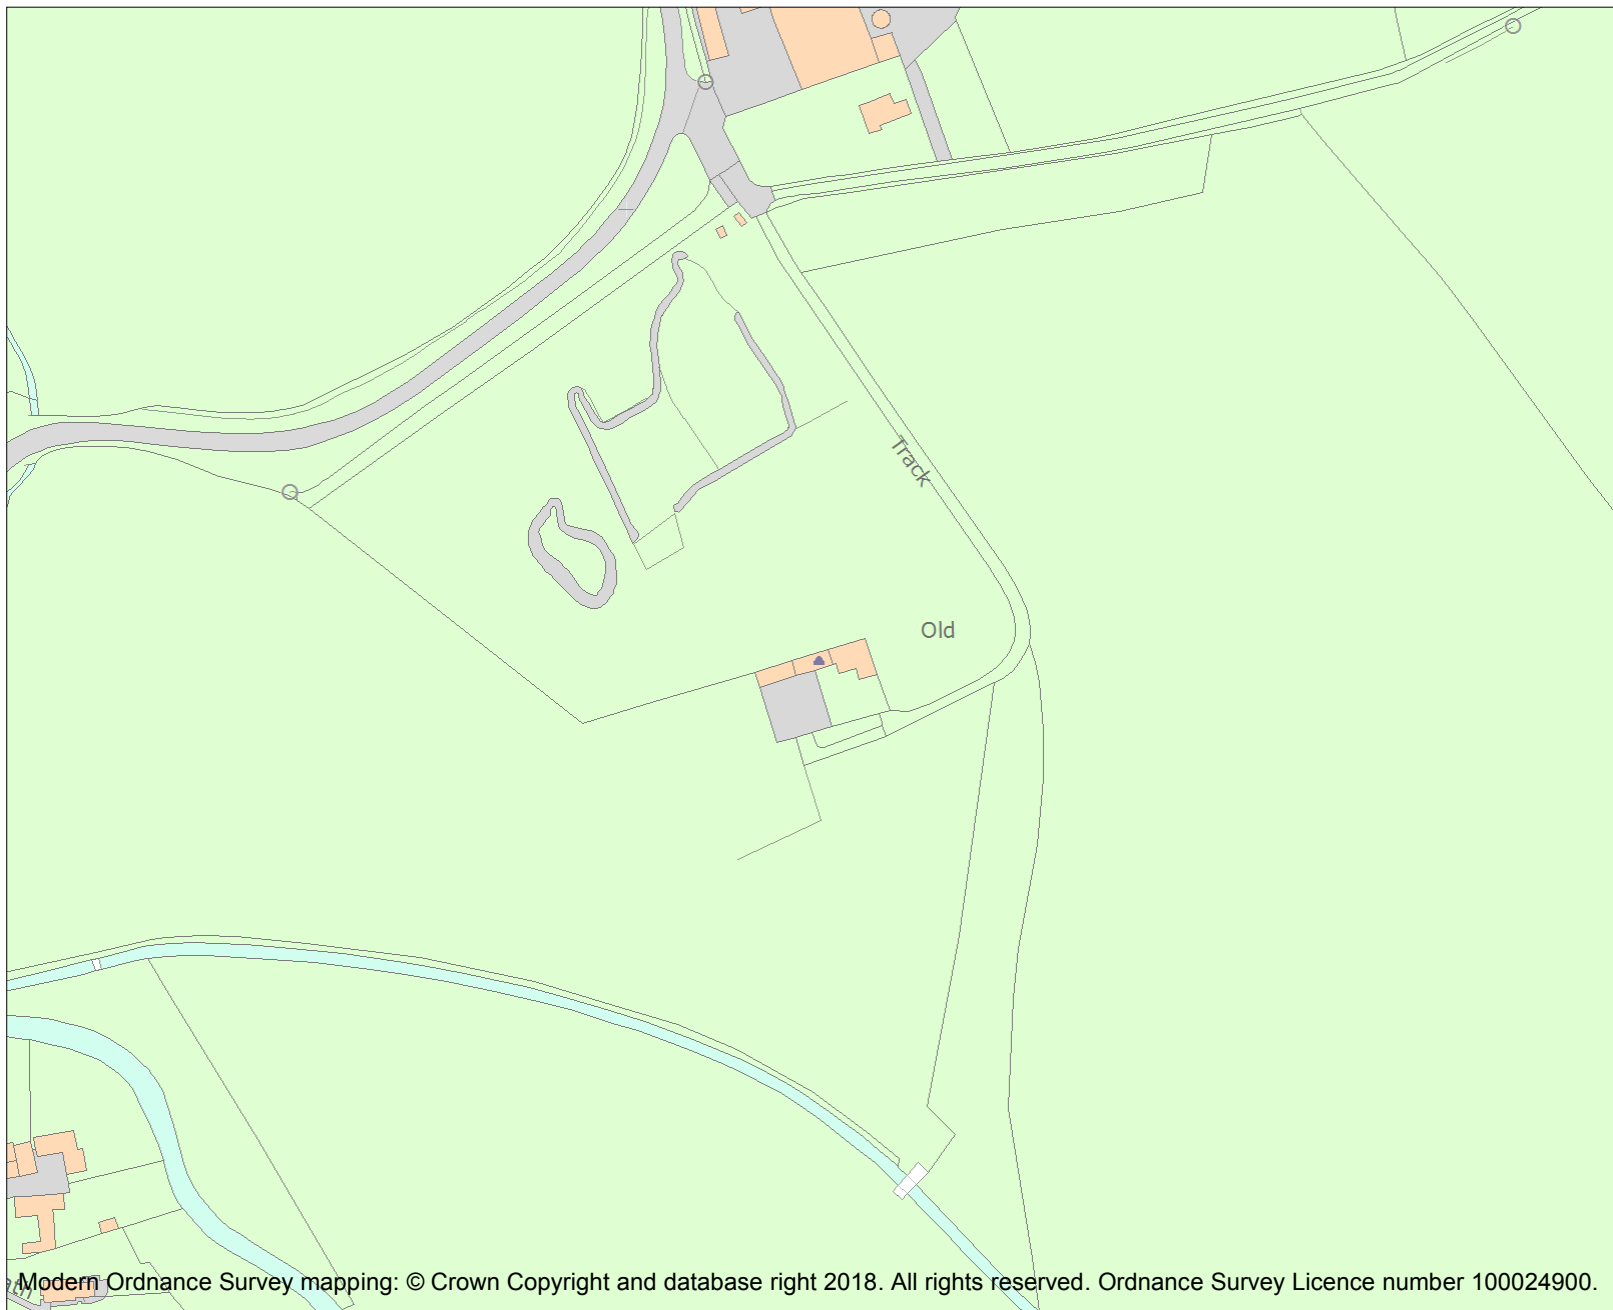 Track
Old
Modern Ordnance Survey mapping: © Crown Copyright and database right 2018. All rights reserved. Ordnance Survey Licence number 100024900.